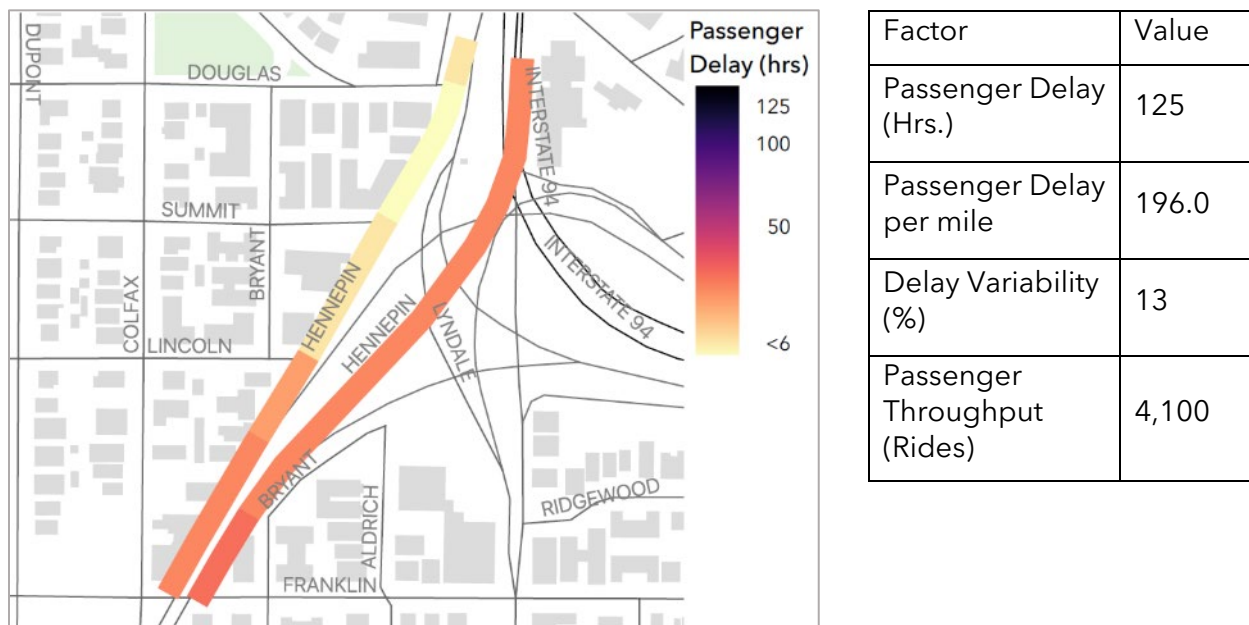 DUPONT
DOUGLAS
SUMMIT
BRYANT
COLFAX
LINCOLN
HENNEPIN
HENNEPIN
LYNDALE
INTERSTATE 94
INTERSTATE 94
BRYANT
ALDRICH
RIDGEWOOD
FRANKLIN
Passenger
Delay (hrs)
125
100
50
<6
Factor Value
Passenger Delay
(Hrs.)
125
Passenger Delay
per mile
196.0
Delay Variability
(%)
13
Passenger
Throughput
(Rides)
4,100